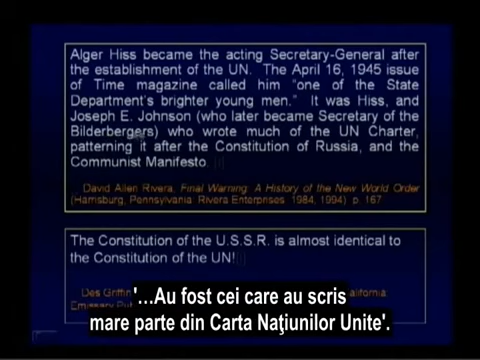 Alger Hiss became the acting Secretary-General after
the establishment of the UN. The April 16, 1945 issue
of Time magazine called him "one of the State
Department's brighter young men." It was Hiss, and
Joseph E. Johnson (who later became Secretary of the
Bilderbergers) who wrote much of the UN Charter,
patterning it after the Constitution of Russia, and the
Communist Manifesto.
David Allen Rivera, Final Warning: A History of the New World Order
(Harrisburg, Pennsylvania: Rivera Enterprises 1984, 1994) p. 167
The Constitution of the U.S.S.R. is almost identical to
the Constitution of the UN!
Des Griffin
'...Au fost cei care au scris
mare parte din Carta Naţiunilor Unite'.